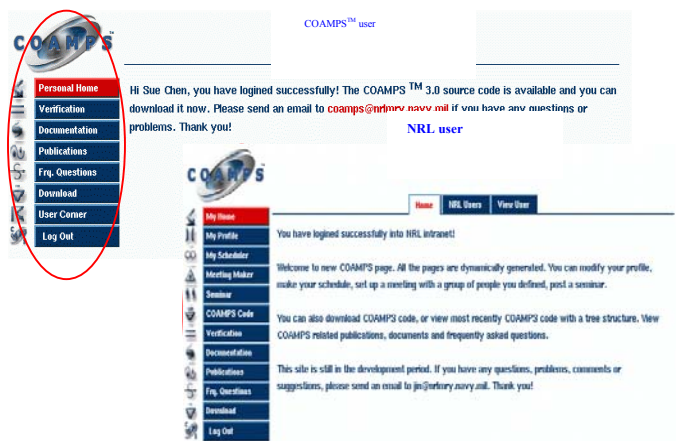 COAMPS™ user
COAMPS
Personal Home
Verification
Documentation
Publications
Frq. Questions
Download
User Corner
Log Out
Hi Sue Chen, you have logined successfully! The COAMPS TM 3.0 source code is available and you can
download it now. Please send an email to coamps@nrlmry.navy.mil if you have any questions or
problems. Thank you!
NRL user
COAMPS
Home NRL Users View User
My Home
My Profile
My Scheduler
Meeting Maker
Seminar
COAMPS Code
Verification
Documentation
Publications
Frq. Questions
Download
Log Out
You have logined successfully into NRL intranet!
Welcome to new COAMPS page. All the pages are dynamically generated. You can modify your profile,
make your schedule, set up a meeting with a group of people you defined, post a seminar.
You can also download COAMPS code, or view most recently COAMPS code with a tree structure. View
COAMPS related publications, documents and frequently asked questions.
This site is still in the development period. If you have any questions, problems, comments or
suggestions, please send an email to jin@nrlmry.navy.mil. Thank you!